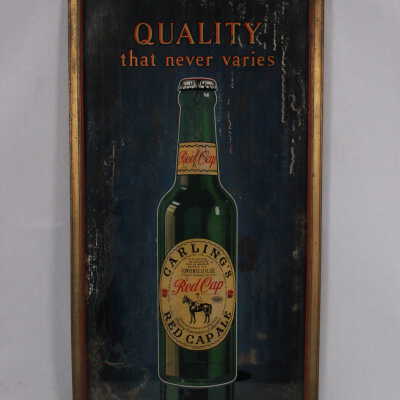 QUALITY
that never varies
Red Cap
CARLING'S
Red Cap
RED CAP ALE